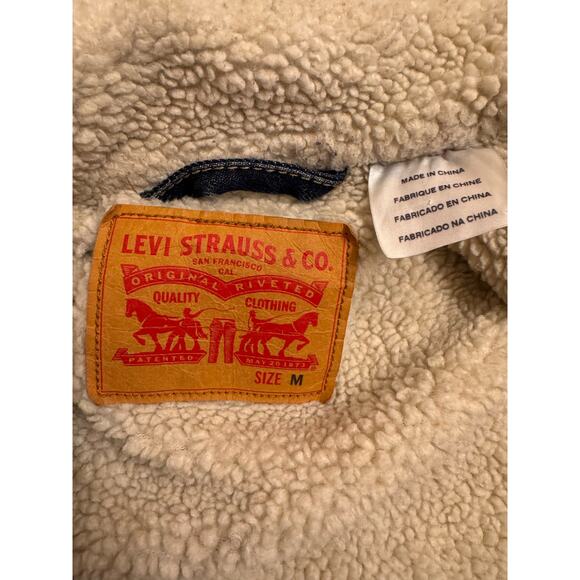 LEVI STRAUSS & CO.
SAN FRANCISCO
CAL.
ORIGINAL RIVETED
QUALITY CLOTHING
PATENTED MAY 20 1873
SIZE M
MADE IN CHINA
FABRIQUE EN CHINE
FABRICADO EN CHINA
FABRICADO NA CHINA